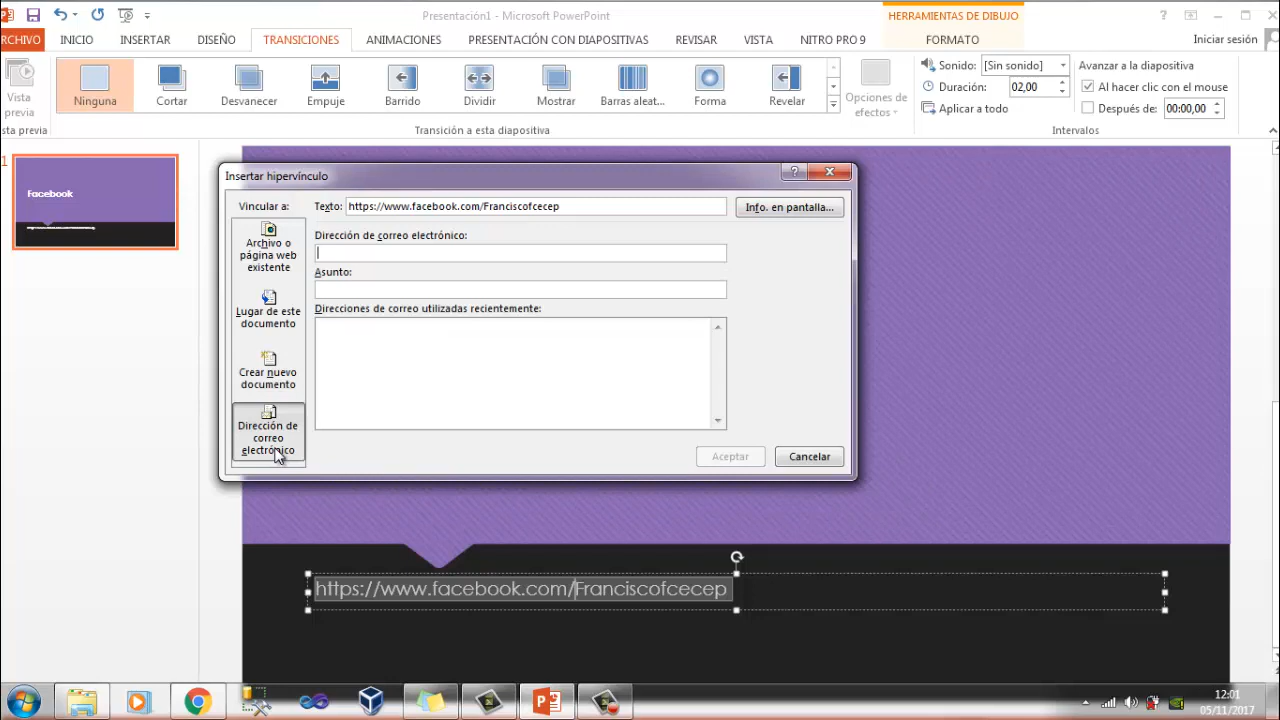 Presentación1 - Microsoft PowerPoint
HERRAMIENTAS DE DIBUJO
?
ARCHIVO
INICIO
INSERTAR
DISEÑO
TRANSICIONES
ANIMACIONES
PRESENTACIÓN CON DIAPOSITIVAS
REVISAR
VISTA
NITRO PRO 9
FORMATO
Iniciar sesión
Vista
previa
Ninguna
Cortar
Desvanecer
Empuje
Barrido
Dividir
Mostrar
Barras aleat...
Forma
Revelar
Opciones de
efectos
Sonido: [Sin sonido]
Duración: 02,00
Aplicar a todo
Avanzar a la diapositiva
Al hacer clic con el mouse
Después de: 00:00,00
sta previa
Transición a esta diapositiva
Intervalos
1
Facebook
Insertar hipervínculo
?
Vincular a:
Texto: https://www.facebook.com/Franciscofcecep
Info. en pantalla...
Archivo o
página web
existente
Lugar de este
documento
Crear nuevo
documento
Dirección de
correo
electrónico
Dirección de correo electrónico:
Asunto:
Direcciones de correo utilizadas recientemente:
Aceptar
Cancelar
https://www.facebook.com/Franciscofcecep
12:01
05/11/2017